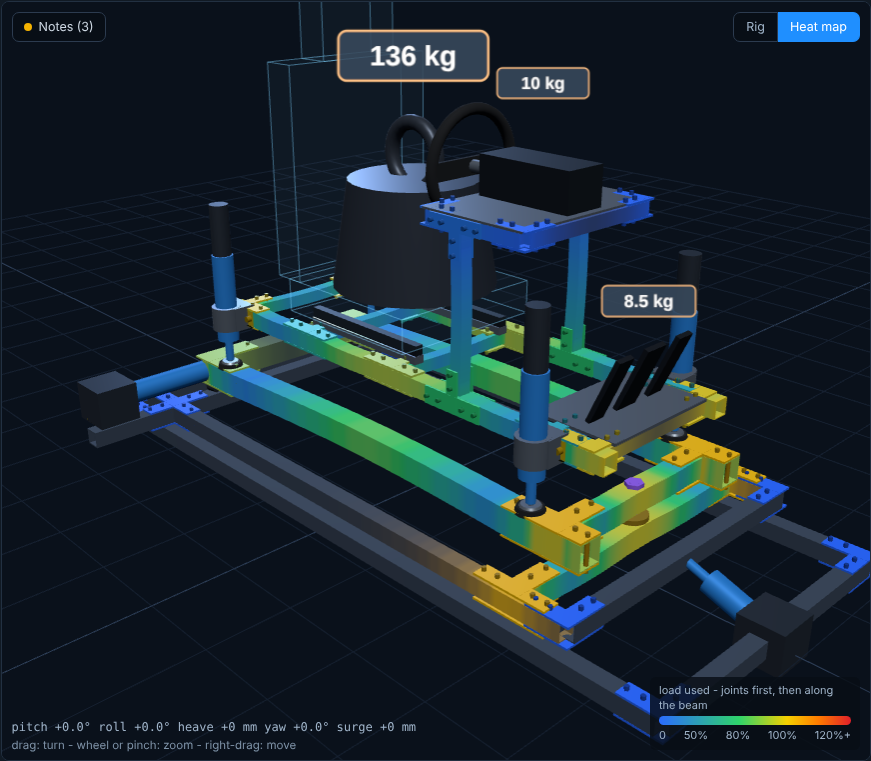 Notes (3)
Rig
Heat map
136 kg
10 kg
8.5 kg
load used - joints first, then along
the beam
0 50% 80% 100% 120%+
pitch +0.0° roll +0.0° heave +0 mm yaw +0.0° surge +0 mm
drag: turn - wheel or pinch: zoom - right-drag: move